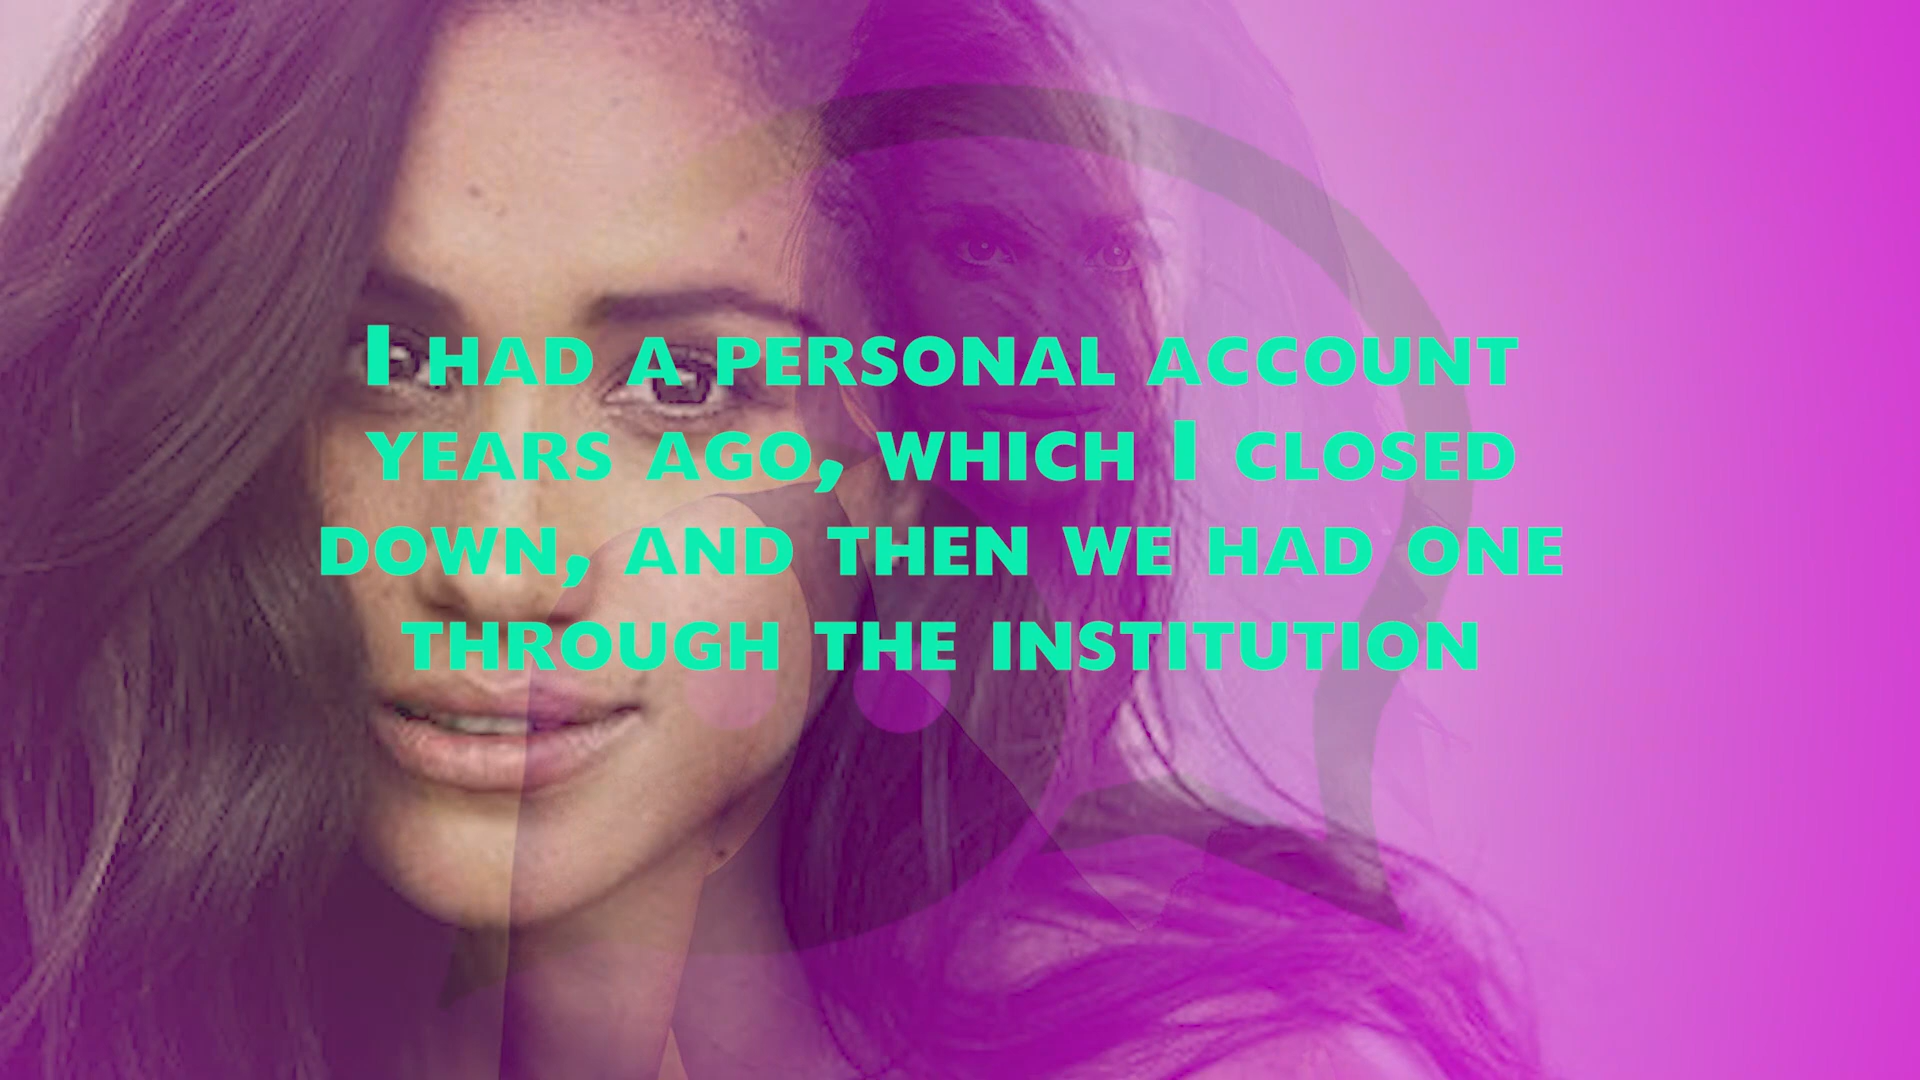 I HAD A PERSONAL ACCOUNT
YEARS AGO, WHICH I CLOSED
DOWN, AND THEN WE HAD ONE
THROUGH THE INSTITUTION